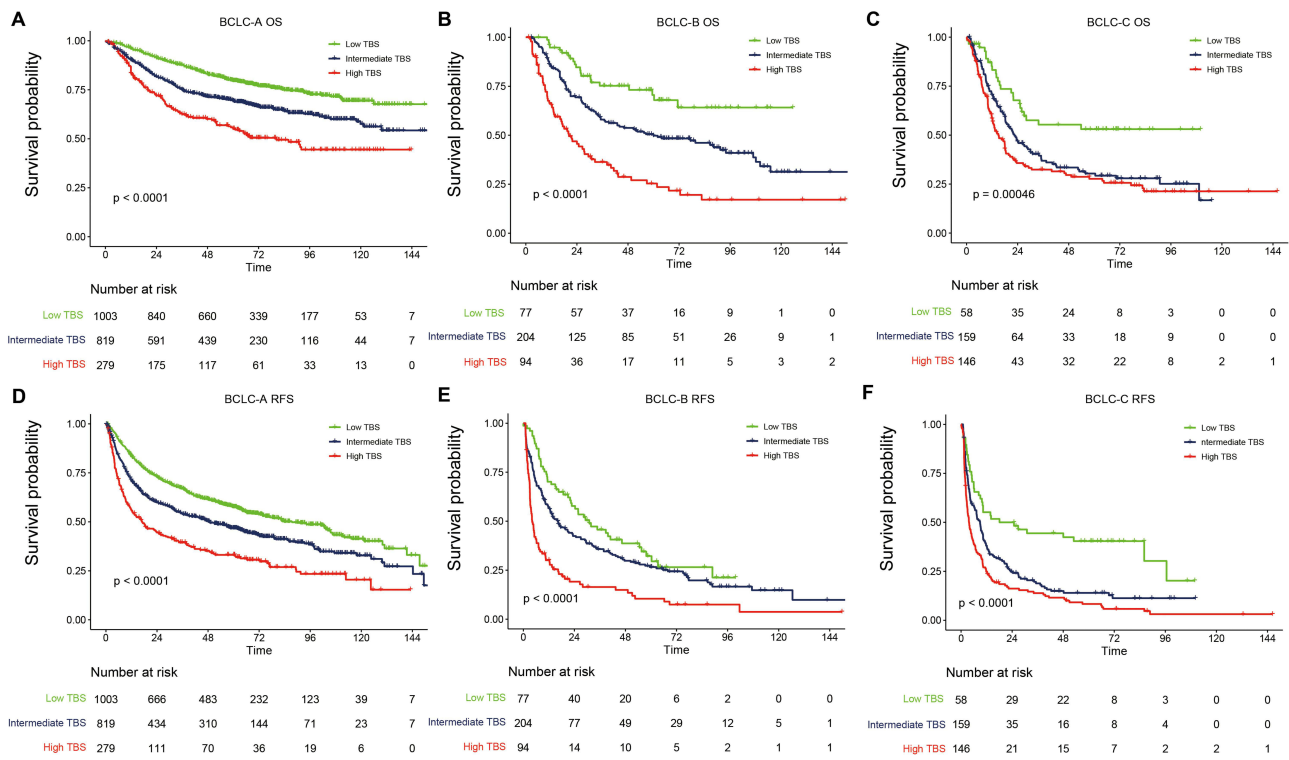 A
BCLC-A OS
Survival probability
1.00
0.75
0.50
0.25
0.00
Low TBS
Intermediate TBS
High TBS
p < 0.0001
0 24 48 72 96 120 144
Time
Number at risk
Low TBS 1003 840 660 339 177 53 7
Intermediate TBS 819 591 439 230 116 44 7
High TBS 279 175 117 61 33 13 0
B
BCLC-B OS
Survival probability
1.00
0.75
0.50
0.25
0.00
Low TBS
Intermediate TBS
High TBS
p < 0.0001
0 24 48 72 96 120 144
Time
Number at risk
Low TBS 77 57 37 16 9 1 0
Intermediate TBS 204 125 85 51 26 9 1
High TBS 94 36 17 11 5 3 2
C
BCLC-C OS
Survival probability
1.00
0.75
0.50
0.25
0.00
Low TBS
Intermediate TBS
High TBS
p = 0.00046
0 24 48 72 96 120 144
Time
Number at risk
Low TBS 58 35 24 8 3 0 0
Intermediate TBS 159 64 33 18 9 0 0
High TBS 146 43 32 22 8 2 1
D
BCLC-A RFS
Survival probability
1.00
0.75
0.50
0.25
0.00
Low TBS
Intermediate TBS
High TBS
p < 0.0001
0 24 48 72 96 120 144
Time
Number at risk
Low TBS 1003 666 483 232 123 39 7
Intermediate TBS 819 434 310 144 71 23 7
High TBS 279 111 70 36 19 6 0
E
BCLC-B RFS
Survival probability
1.00
0.75
0.50
0.25
0.00
Low TBS
Intermediate TBS
High TBS
p < 0.0001
0 24 48 72 96 120 144
Time
Number at risk
Low TBS 77 40 20 6 2 0 0
Intermediate TBS 204 77 49 29 12 5 1
High TBS 94 14 10 5 2 1 1
F
BCLC-C RFS
Survival probability
1.00
0.75
0.50
0.25
0.00
Low TBS
ntermediate TBS
High TBS
p < 0.0001
0 24 48 72 96 120 144
Time
Number at risk
Low TBS 58 29 22 8 3 0 0
Intermediate TBS 159 35 16 8 4 0 0
High TBS 146 21 15 7 2 2 1